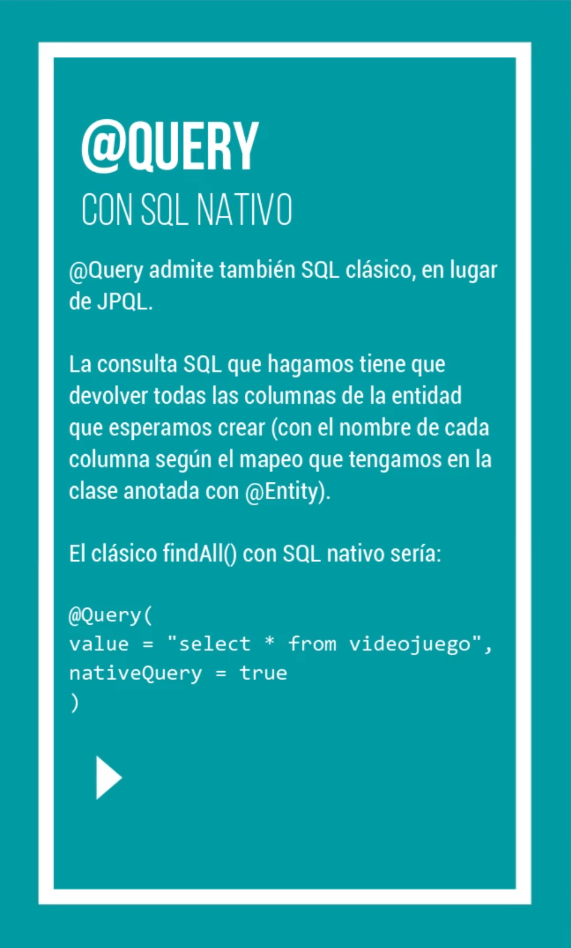 @QUERY
CON SQL NATIVO
@Query admite también SQL clásico, en lugar
de JPQL.
La consulta SQL que hagamos tiene que
devolver todas las columnas de la entidad
que esperamos crear (con el nombre de cada
columna según el mapeo que tengamos en la
clase anotada con @Entity).
El clásico findAll() con SQL nativo sería:
@Query(
value = "select * from videojuego",
nativeQuery = true
)